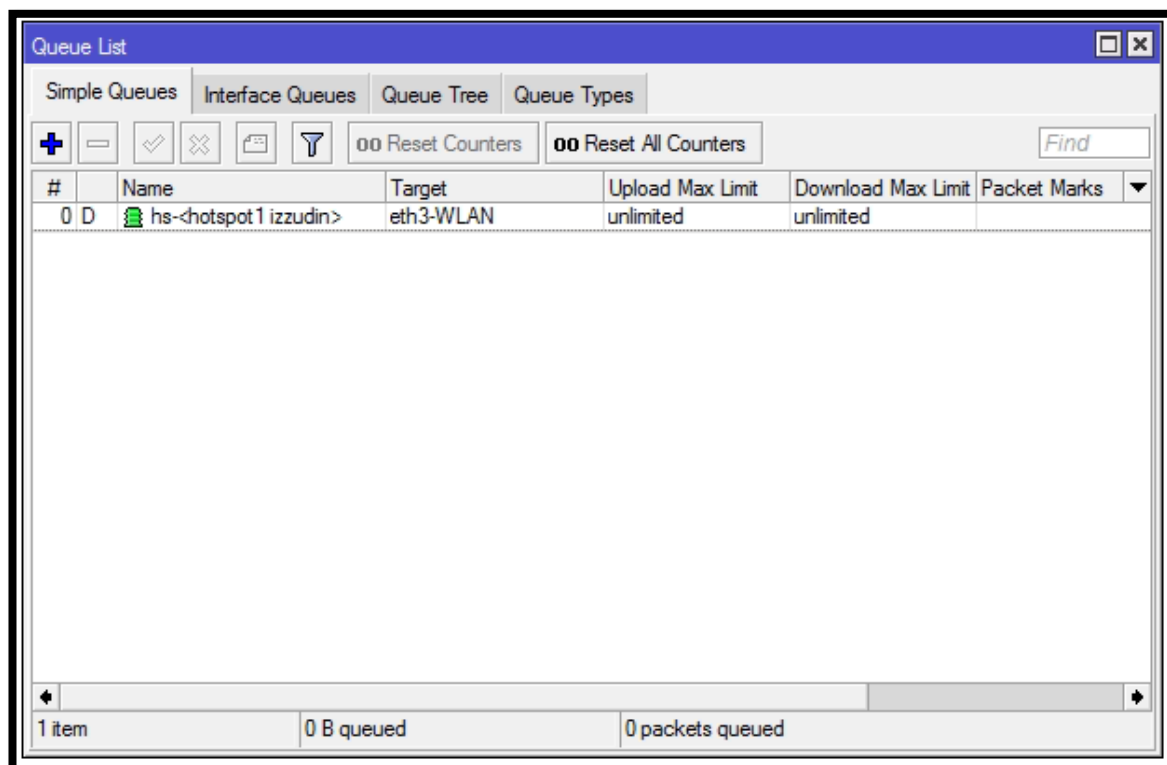 Queue List
Simple Queues Interface Queues Queue Tree Queue Types
00 Reset Counters 00 Reset All Counters Find
# Name Target Upload Max Limit Download Max Limit Packet Marks
0 D hs-<hotspot1 izzudin> eth3-WLAN unlimited unlimited
1 item 0 B queued 0 packets queued